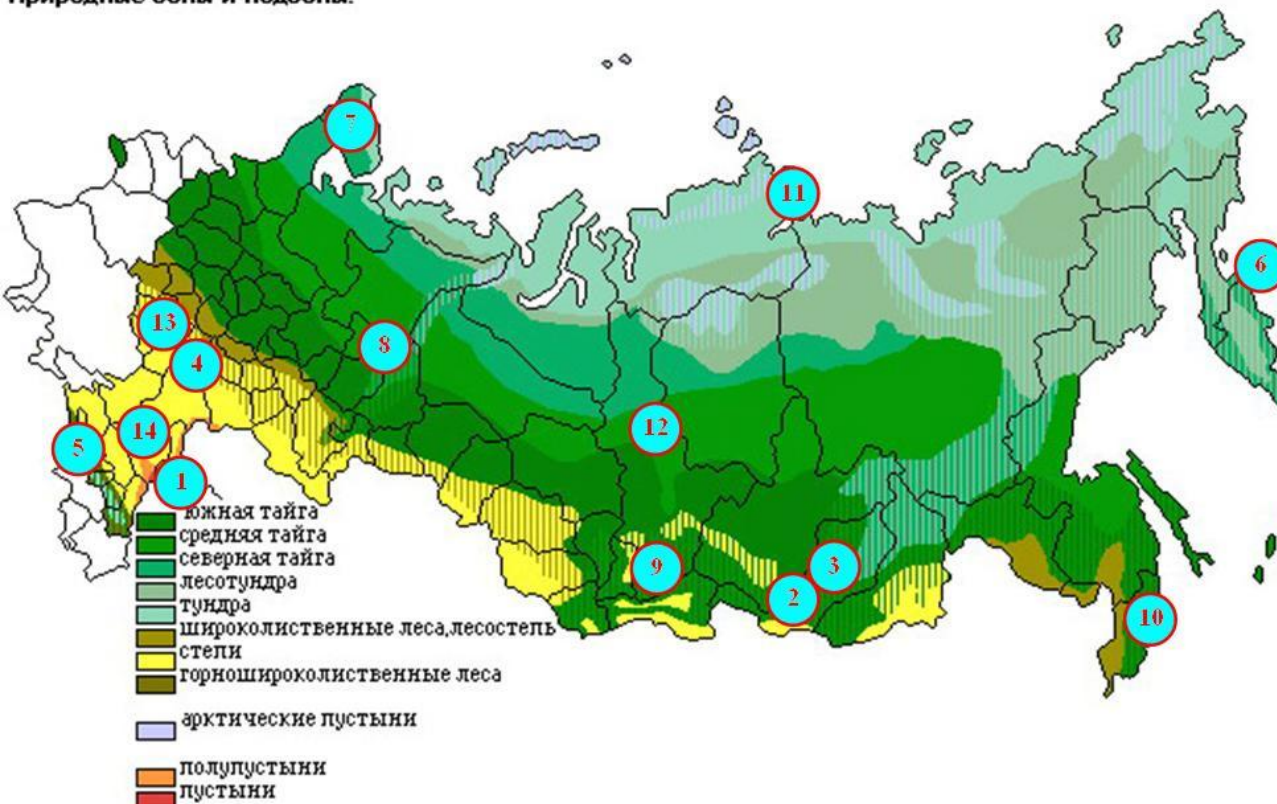 Природные зоны и подзоны.
7
11
6
13
4
8
14
5
12
1
9
3
2
10
южная тайга
средняя тайга
северная тайга
лесотундра
тундра
широколиственные леса,лесостепь
степи
горношироколиственные леса
арктические пустыни
полупустыни
пустыни